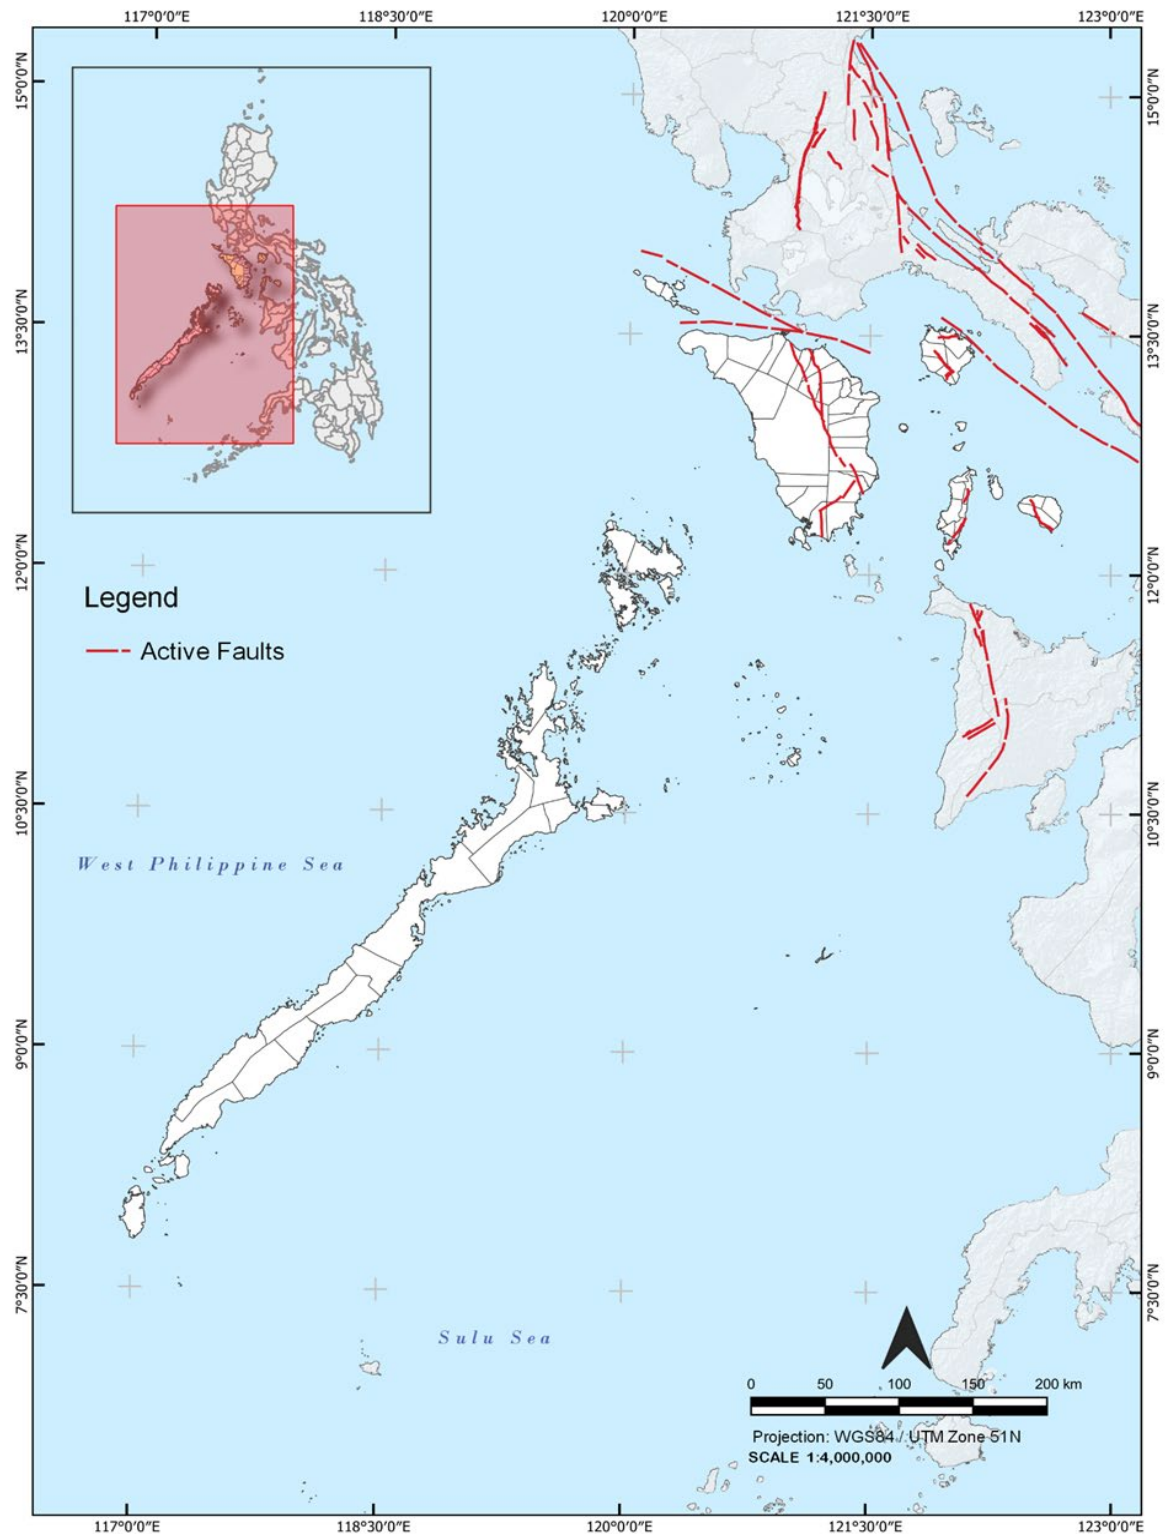 117°0'0"E 118°30'0"E 120°0'0"E 121°30'0"E 123°0'0"E
15°0'0"N 15°0'0"N
13°30'0"N 13°30'0"N
12°0'0"N 12°0'0"N
Legend
Active Faults
10°30'0"N 10°30'0"N
West Philippine Sea
9°0'0"N 9°0'0"N
7°30'0"N 7°30'0"N
Sulu Sea
0 50 100 150 200 km
Projection: WGS84 / UTM Zone 51N
SCALE 1:4,000,000
117°0'0"E 118°30'0"E 120°0'0"E 121°30'0"E 123°0'0"E